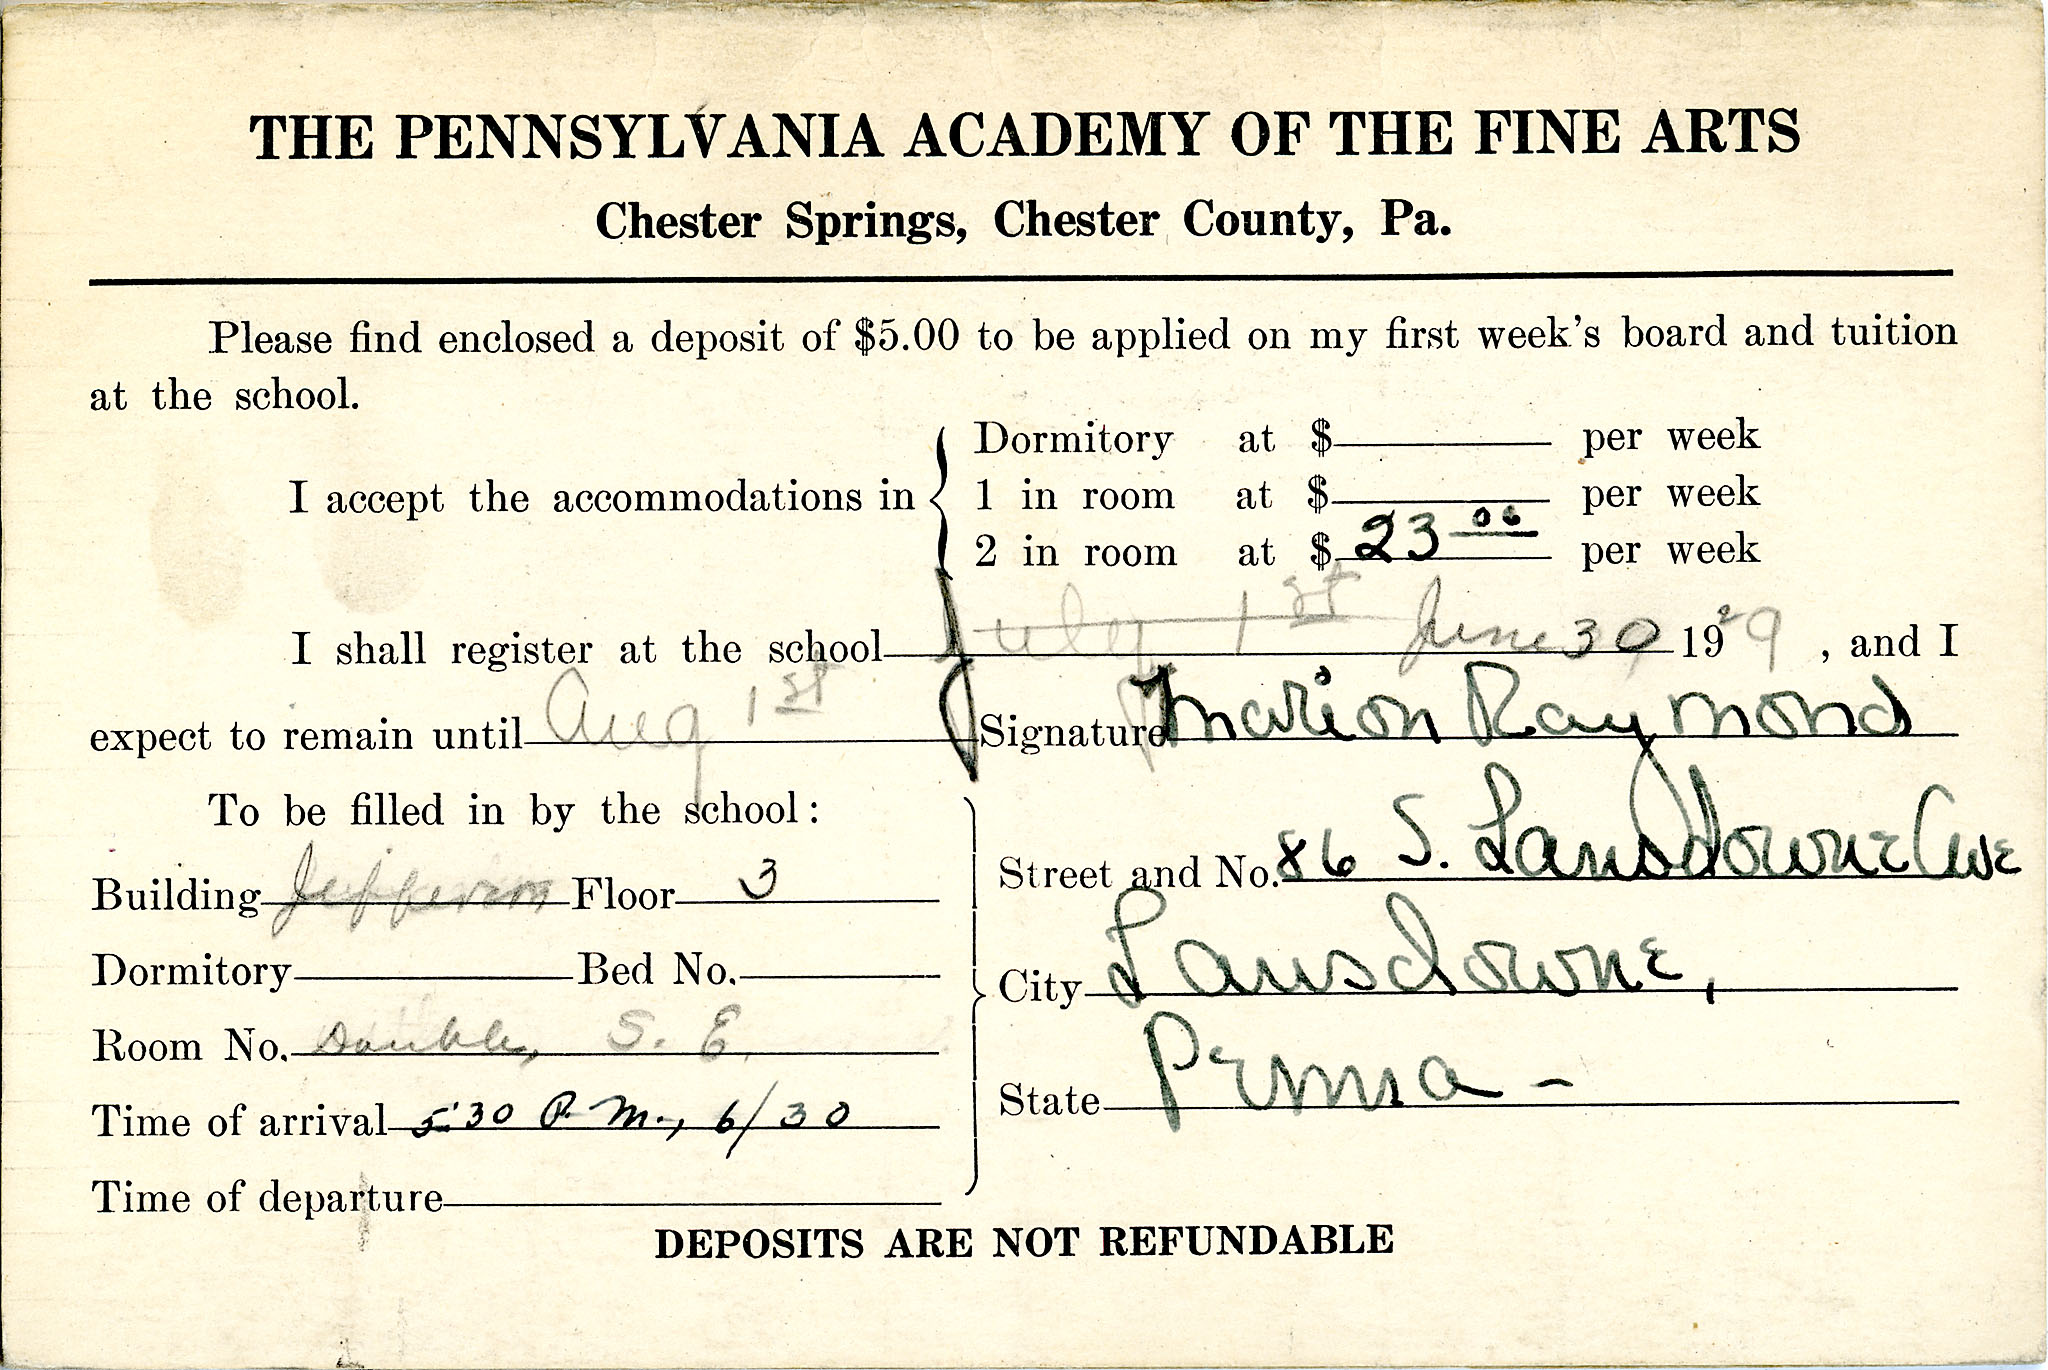 THE PENNSYLVANIA ACADEMY OF THE FINE ARTS
Chester Springs, Chester County, Pa.
Please find enclosed a deposit of $5.00 to be applied on my first week's board and tuition
at the school.
Dormitory at $ per week
I accept the accommodations in 1 in room at $ per week
2 in room at $ 23 00 per week
I shall register at the school July 1st June 30, 1929, and I
expect to remain until Aug 1st Signature Marion Raymond
To be filled in by the school:
Street and No. 86 S. Lansdowne Ave
Building Jefferson Floor 3
City Lansdowne,
Dormitory Bed No.
Room No. Double, S. E.
State Penna -
Time of arrival 5:30 P. M., 6/30
Time of departure
DEPOSITS ARE NOT REFUNDABLE